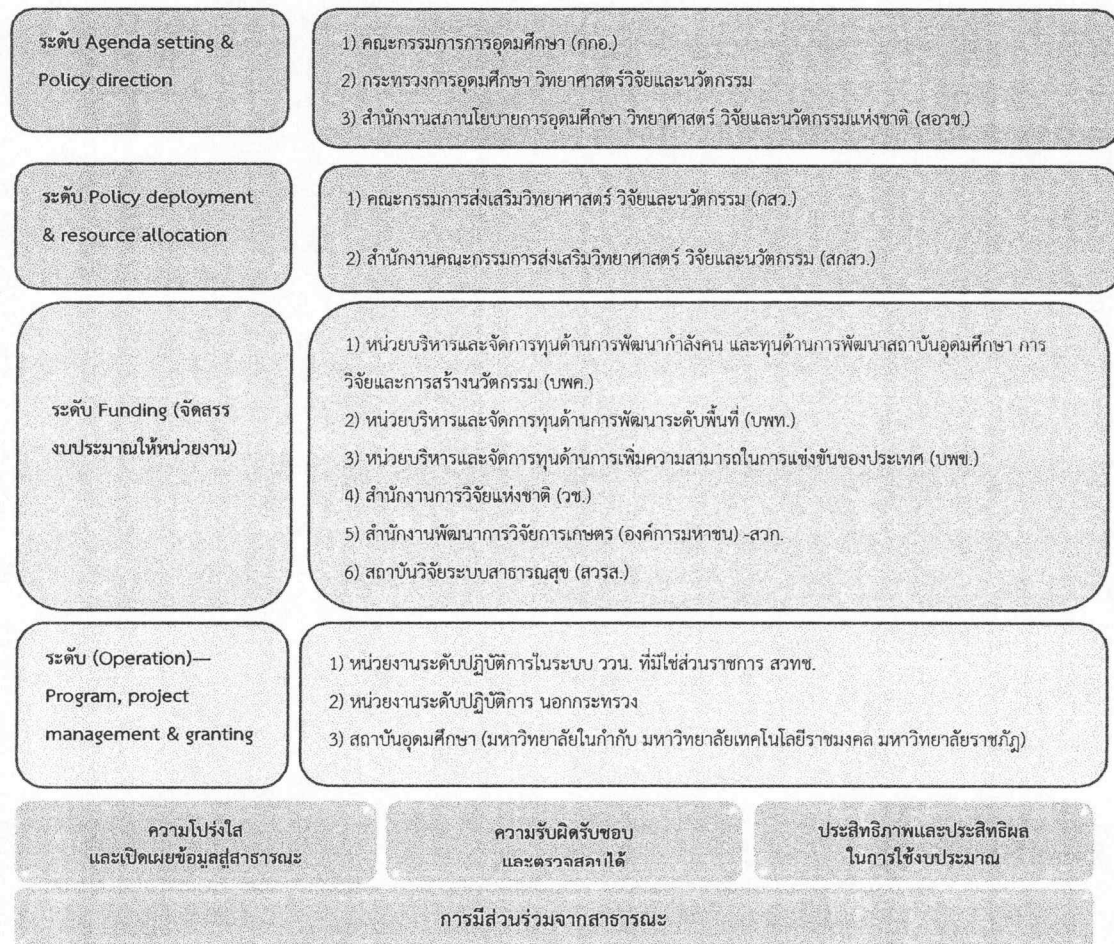 ระดับ Agenda setting &
Policy direction
1) คณะกรรมการการอุดมศึกษา (กกอ.)
2) กระทรวงการอุดมศึกษา วิทยาศาสตร์วิจัยและนวัตกรรม
3) สำนักงานสภานโยบายการอุดมศึกษา วิทยาศาสตร์ วิจัยและนวัตกรรมแห่งชาติ (สอวช.)
ระดับ Policy deployment
& resource allocation
1) คณะกรรมการส่งเสริมวิทยาศาสตร์ วิจัยและนวัตกรรม (กสว.)
2) สำนักงานคณะกรรมการส่งเสริมวิทยาศาสตร์ วิจัยและนวัตกรรม (สกสว.)
ระดับ Funding (จัดสรร
งบประมาณให้หน่วยงาน)
1) หน่วยบริหารและจัดการทุนด้านการพัฒนากำลังคน และทุนด้านการพัฒนาสถาบันอุดมศึกษา การ
วิจัยและการสร้างนวัตกรรม (บพค.)
2) หน่วยบริหารและจัดการทุนด้านการพัฒนาระดับพื้นที่ (บพท.)
3) หน่วยบริหารและจัดการทุนด้านการเพิ่มความสามารถในการแข่งขันของประเทศ (บพข.)
4) สำนักงานการวิจัยแห่งชาติ (วช.)
5) สำนักงานพัฒนาการวิจัยการเกษตร (องค์การมหาชน) -สวก.
6) สถาบันวิจัยระบบสาธารณสุข (สวรส.)
ระดับ (Operation)—
Program, project
management & granting
1) หน่วยงานระดับปฏิบัติการในระบบ ววน. ที่มิใช่ส่วนราชการ สวทช.
2) หน่วยงานระดับปฏิบัติการ นอกกระทรวง
3) สถาบันอุดมศึกษา (มหาวิทยาลัยในกำกับ มหาวิทยาลัยเทคโนโลยีราชมงคล มหาวิทยาลัยราชภัฏ)
ความโปร่งใส
และเปิดเผยข้อมูลสู่สาธารณะ
ความรับผิดรับชอบ
และตรวจสอบได้
ประสิทธิภาพและประสิทธิผล
ในการใช้งบประมาณ
การมีส่วนร่วมจากสาธารณะ